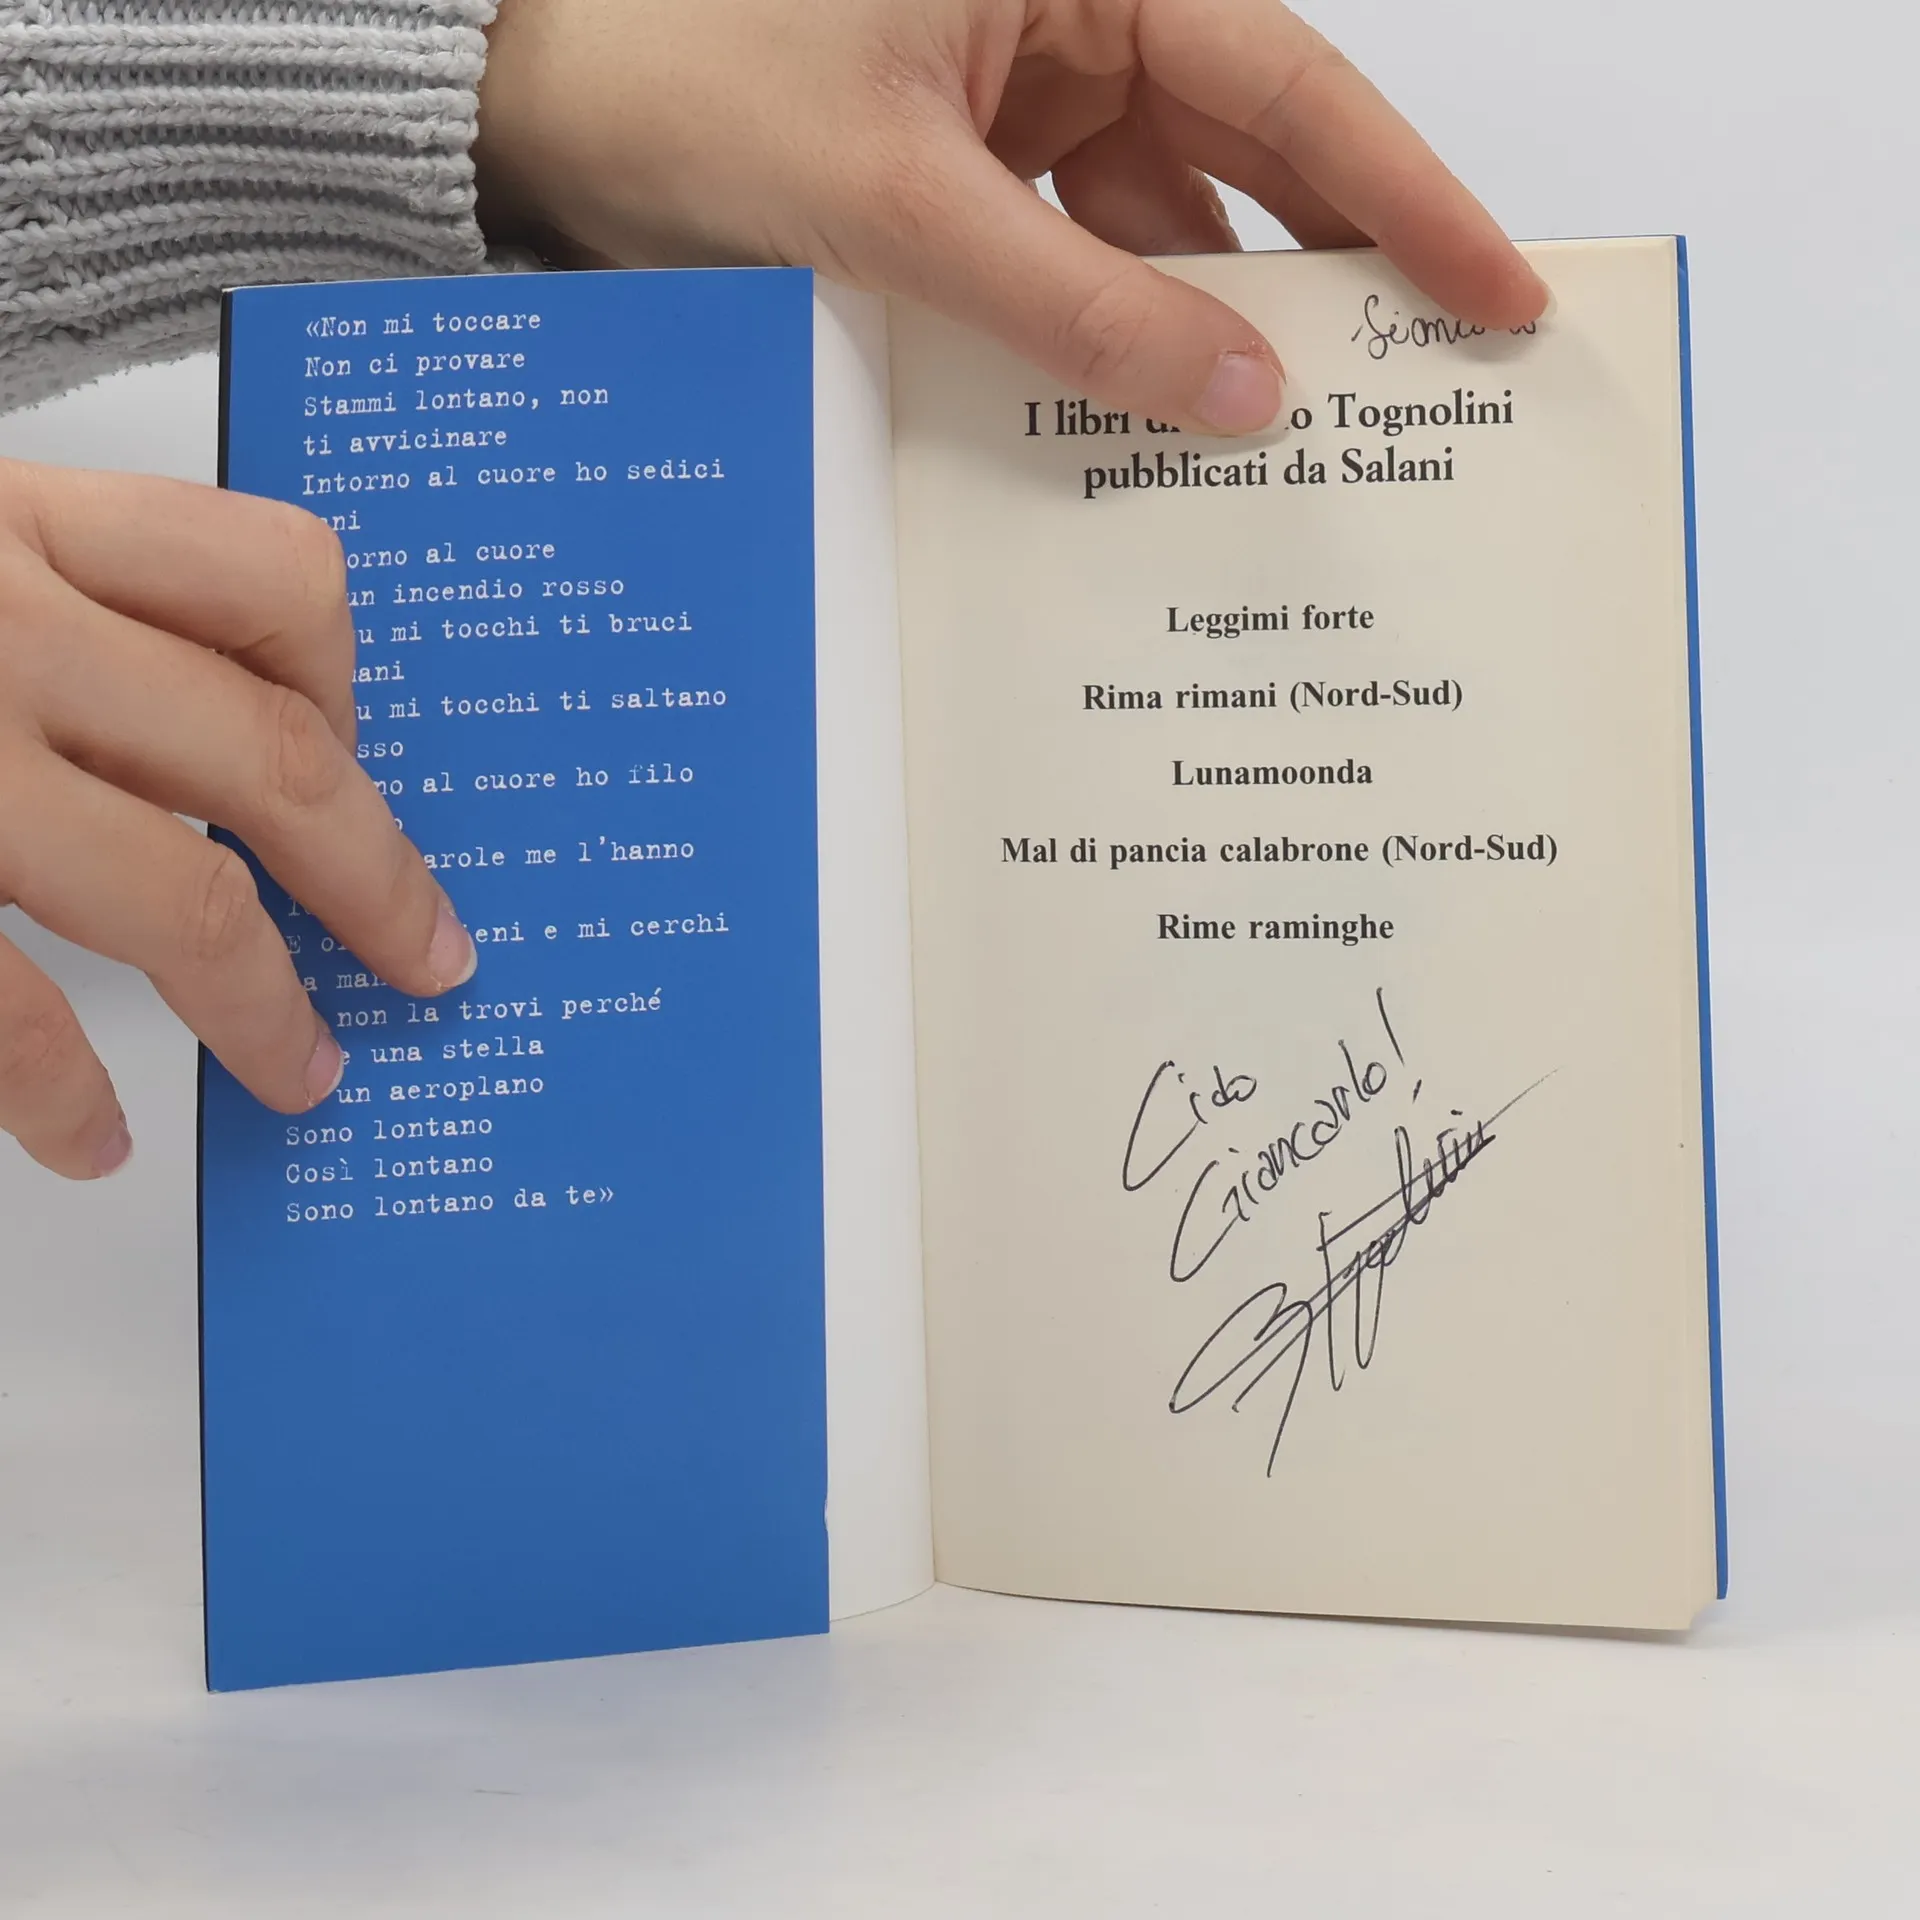 «Non mi toccare
Non ci provare
Stammi lontano, non
ti avvicinare
Intorno al cuore ho sedici
ni
orno al cuore
un incendio rosso
u mi tocchi ti bruci
ani
u mi tocchi ti saltano
sso
no al cuore ho filo
o
arole me l'hanno
E o eni e mi cerchi
a ma
non la trovi perché
e una stella
un aeroplano
Sono lontano
Così lontano
Sono lontano da te»
I libri o Tognolini
pubblicati da Salani
Leggimi forte
Rima rimani (Nord-Sud)
Lunamoonda
Mal di pancia calabrone (Nord-Sud)
Rime raminghe
Giancarlo!